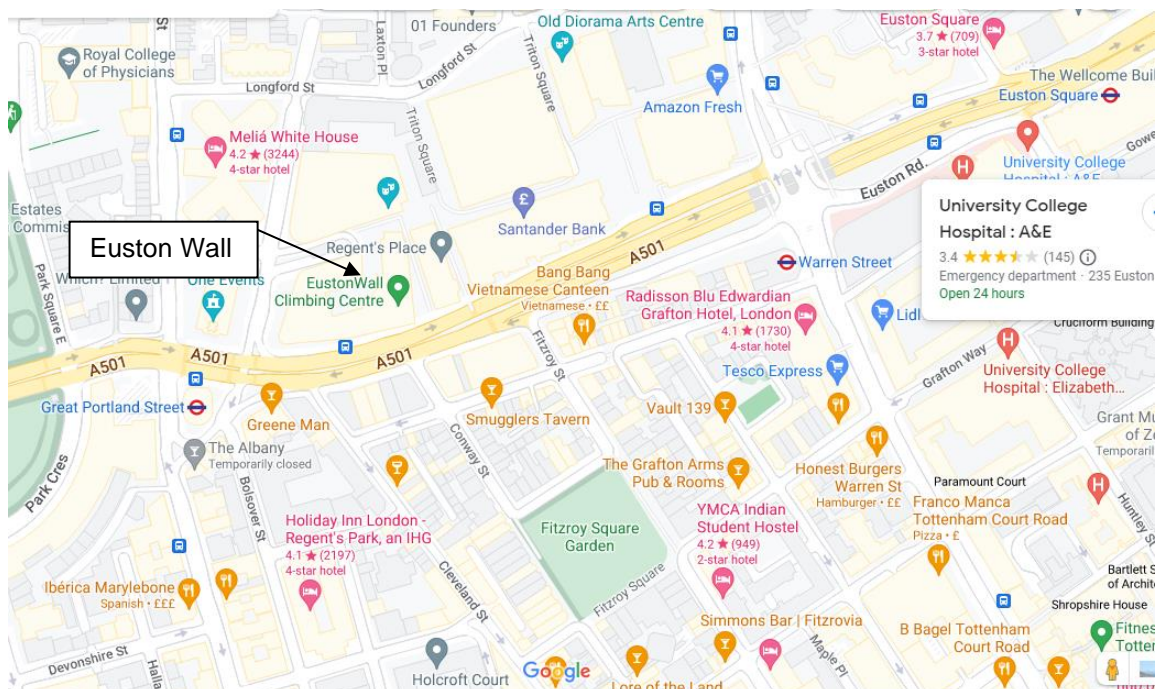 St
01 Founders
Laxton Pl
Longford St
Old Diorama Arts Centre
Euston Square
3.7 ★ (709)
3-star hotel
Royal College
of Physicians
Longford St
Triton Square
The Wellcome Buil
Amazon Fresh
Euston Square
Meliá White House
4.2 ★ (3244)
4-star hotel
Triton Square
Gowe
University College
Hospital : A&E
Euston Rd.
Estates
Commis
£
Santander Bank
University College
Hospital : A&E
3.4 ★★★★★ (145)
Emergency department · 235 Euston
Open 24 hours
Euston Wall
Regent's Place
A501
Warren Street
Park Square E
Which? Limited
One Events
EustonWall
Climbing Centre
Bang Bang
Vietnamese Canteen
Vietnamese • ££
Radisson Blu Edwardian
Grafton Hotel, London
4.1 ★ (1730)
4-star hotel
Lidl
Cruciform Building
A501
A501
A501
Fitzroy St
Grafton Way
Tesco Express
University College
Hospital : Elizabeth...
Great Portland Street
Greene Man
Smugglers Tavern
Vault 139
Grant Mu
of Zo
Temporaril
The Albany
Temporarily closed
Conway St
Park Cres
Bolsover St
The Grafton Arms
Pub & Rooms
Honest Burgers
Warren St
Hamburger • ££
Paramount Court
Huntley St
Franco Manca
Tottenham Court Road
Pizza • £
Holiday Inn London -
Regent's Park, an IHG
4.1 ★ (2197)
4-star hotel
Fitzroy Square
Garden
YMCA Indian
Student Hostel
4.2 ★ (949)
2-star hotel
Ibérica Marylebone
Spanish • £££
Cleveland St
Fitzroy Square
Bartlett S
of Archite
Shropshire House
Simmons Bar | Fitzrovia
B Bagel Tottenham
Court Road
Fitnes
Totter
Devonshire St
Halla
Holcroft Court
Google
Lore of the Land
Maple Pl